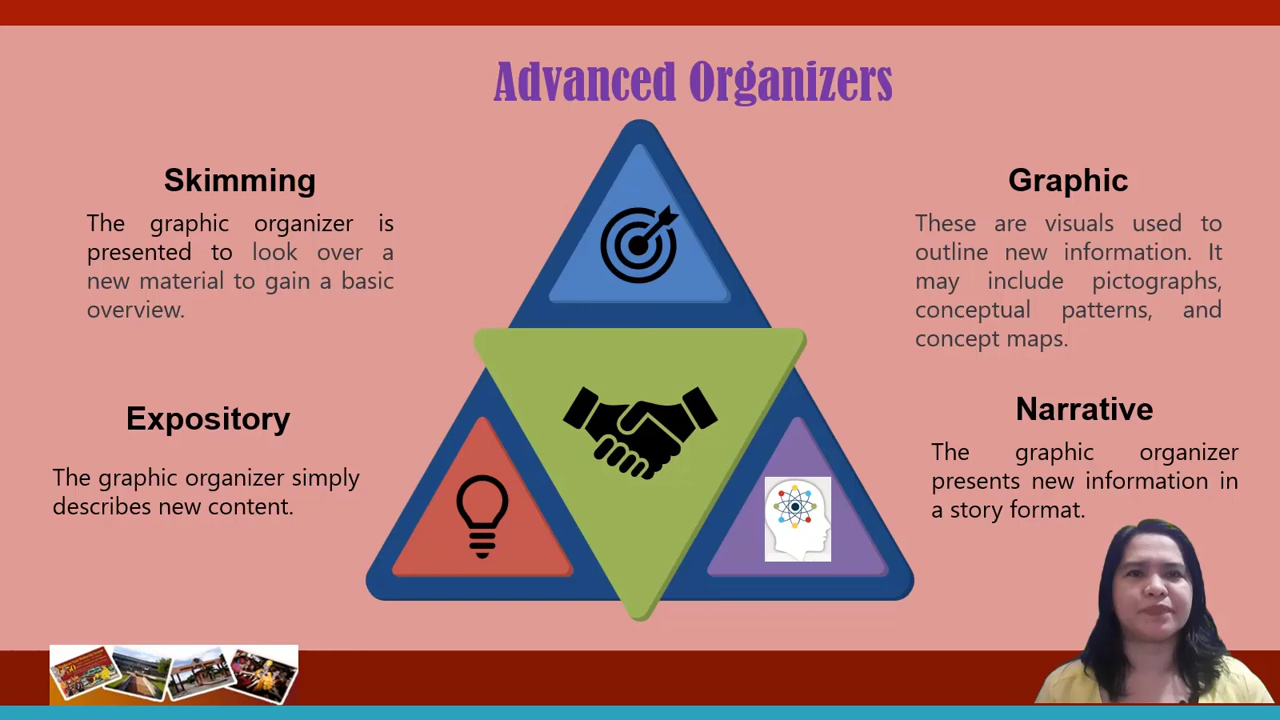 Advanced Organizers
Skimming
The graphic organizer is
presented to look over a
new material to gain a basic
overview.
Graphic
These are visuals used to
outline new information. It
may include pictographs,
conceptual patterns, and
concept maps.
Expository
The graphic organizer simply
describes new content.
Narrative
The graphic organizer
presents new information in
a story format.